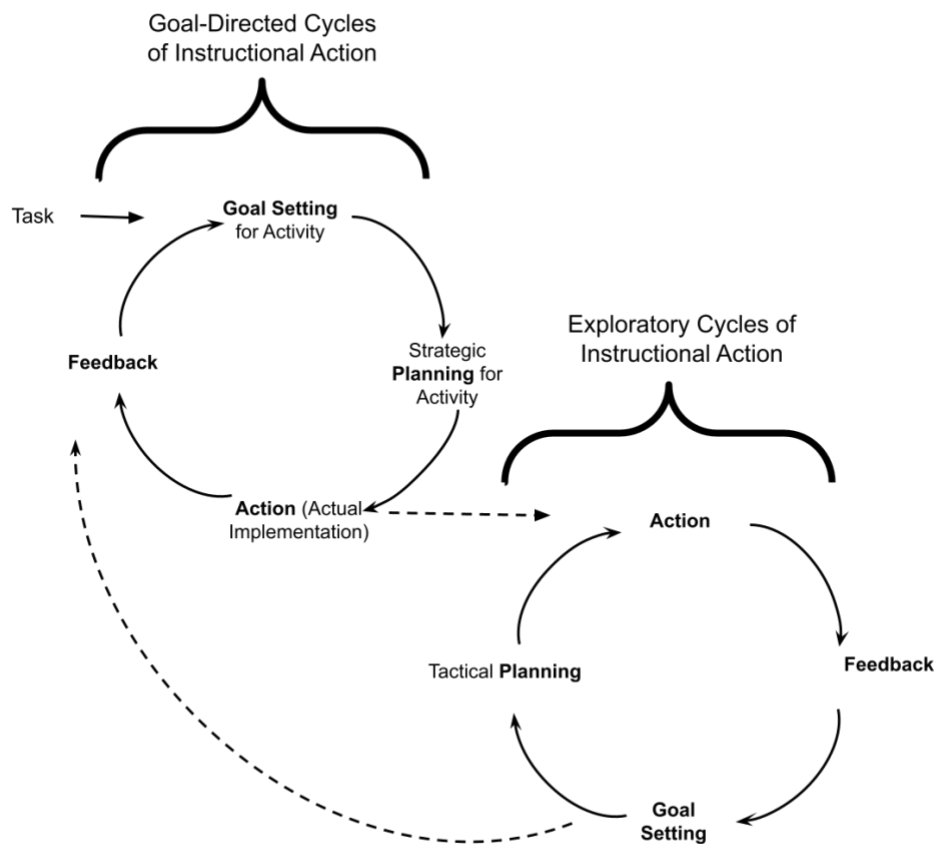 Goal-Directed Cycles
of Instructional Action
Task
Goal Setting
for Activity
Strategic
Planning for
Activity
Action (Actual
Implementation)
Feedback
Exploratory Cycles of
Instructional Action
Action
Feedback
Goal
Setting
Tactical Planning